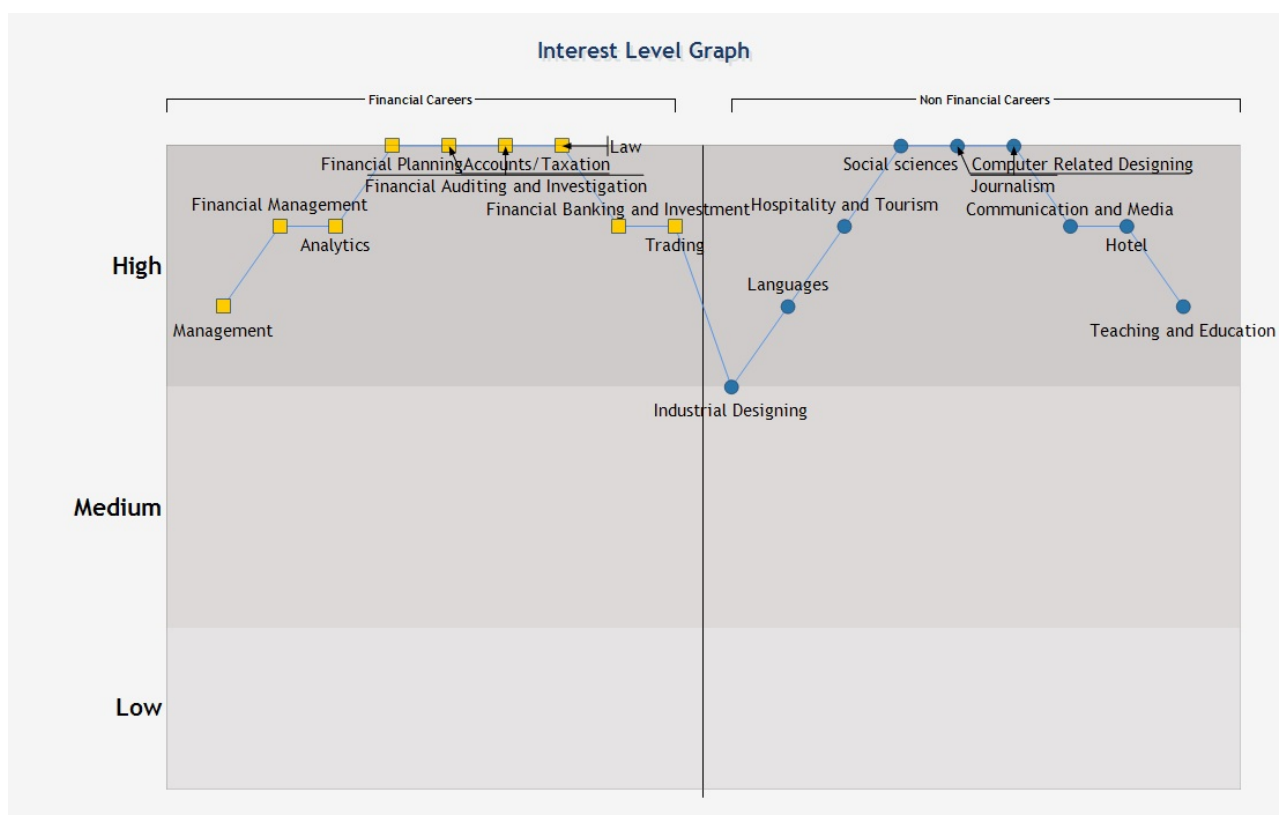 Interest Level Graph
Financial Careers
Non Financial Careers
Law
Financial Planning
Accounts/Taxation
Social sciences
Computer Related Designing
Financial Auditing and Investigation
Journalism
Financial Management
Financial Banking and Investment
Hospitality and Tourism
Communication and Media
Analytics
Trading
Hotel
High
Languages
Management
Teaching and Education
Industrial Designing
Medium
Low